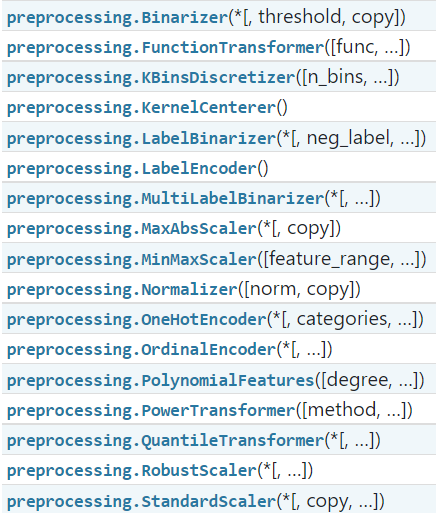 preprocessing.Binarizer(*[, threshold, copy])
preprocessing.FunctionTransformer([func, ...])
preprocessing.KBinsDiscretizer([n_bins, ...])
preprocessing.KernelCenterer()
preprocessing.LabelBinarizer(*[, neg_label, ...])
preprocessing.LabelEncoder()
preprocessing.MultiLabelBinarizer(*[, ...])
preprocessing.MaxAbsScaler(*[, copy])
preprocessing.MinMaxScaler([feature_range, ...])
preprocessing.Normalizer([norm, copy])
preprocessing.OneHotEncoder(*[, categories, ...])
preprocessing.OrdinalEncoder(*[, ...])
preprocessing.PolynomialFeatures([degree, ...])
preprocessing.PowerTransformer([method, ...])
preprocessing.QuantileTransformer(*[, ...])
preprocessing.RobustScaler(*[, ...])
preprocessing.StandardScaler(*[, copy, ...])